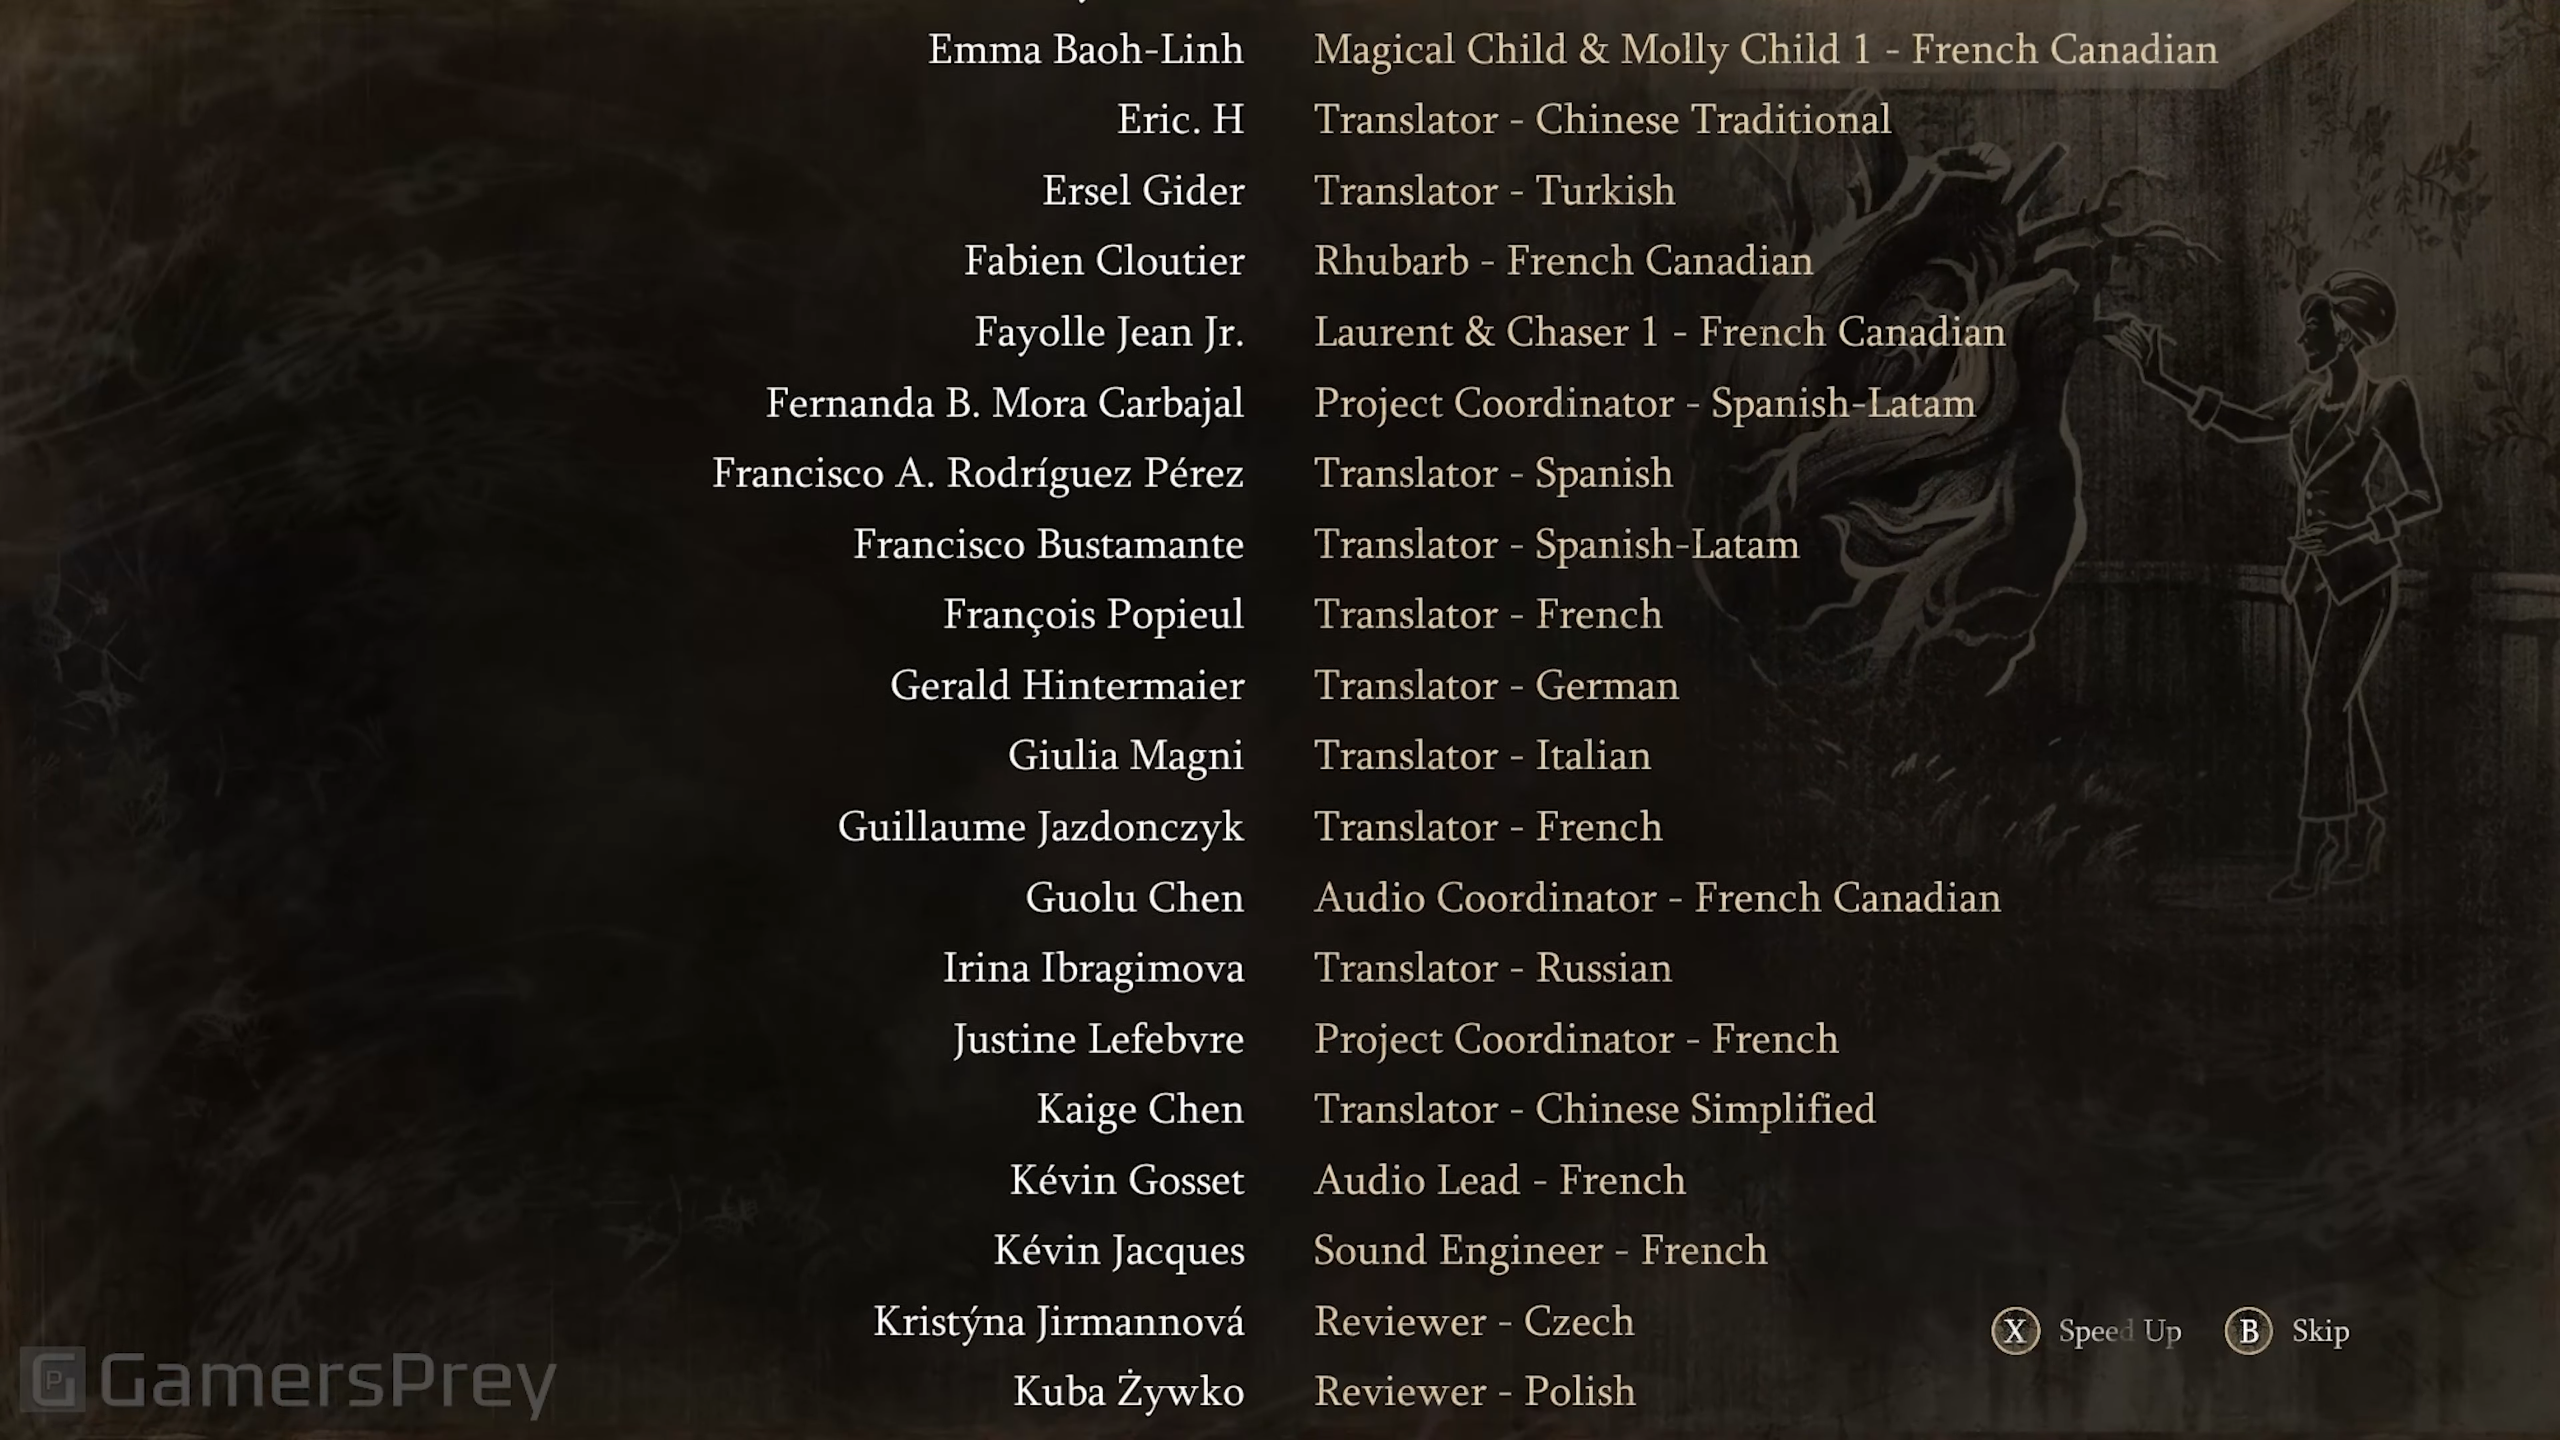 Emma Baoh-Linh Magical Child & Molly Child 1 - French Canadian
Eric. H Translator - Chinese Traditional
Ersel Gider Translator - Turkish
Fabien Cloutier Rhubarb - French Canadian
Fayolle Jean Jr. Laurent & Chaser 1 - French Canadian
Fernanda B. Mora Carbajal Project Coordinator - Spanish-Latam
Francisco A. Rodríguez Pérez Translator - Spanish
Francisco Bustamante Translator - Spanish-Latam
François Popieul Translator - French
Gerald Hintermaier Translator - German
Giulia Magni Translator - Italian
Guillaume Jazdonczyk Translator - French
Guolu Chen Audio Coordinator - French Canadian
Irina Ibragimova Translator - Russian
Justine Lefebvre Project Coordinator - French
Kaige Chen Translator - Chinese Simplified
Kévin Gosset Audio Lead - French
Kévin Jacques Sound Engineer - French
Kristýna Jirmannová Reviewer - Czech
X Speed Up B Skip
Kuba Żywko Reviewer - Polish
GamersPrey